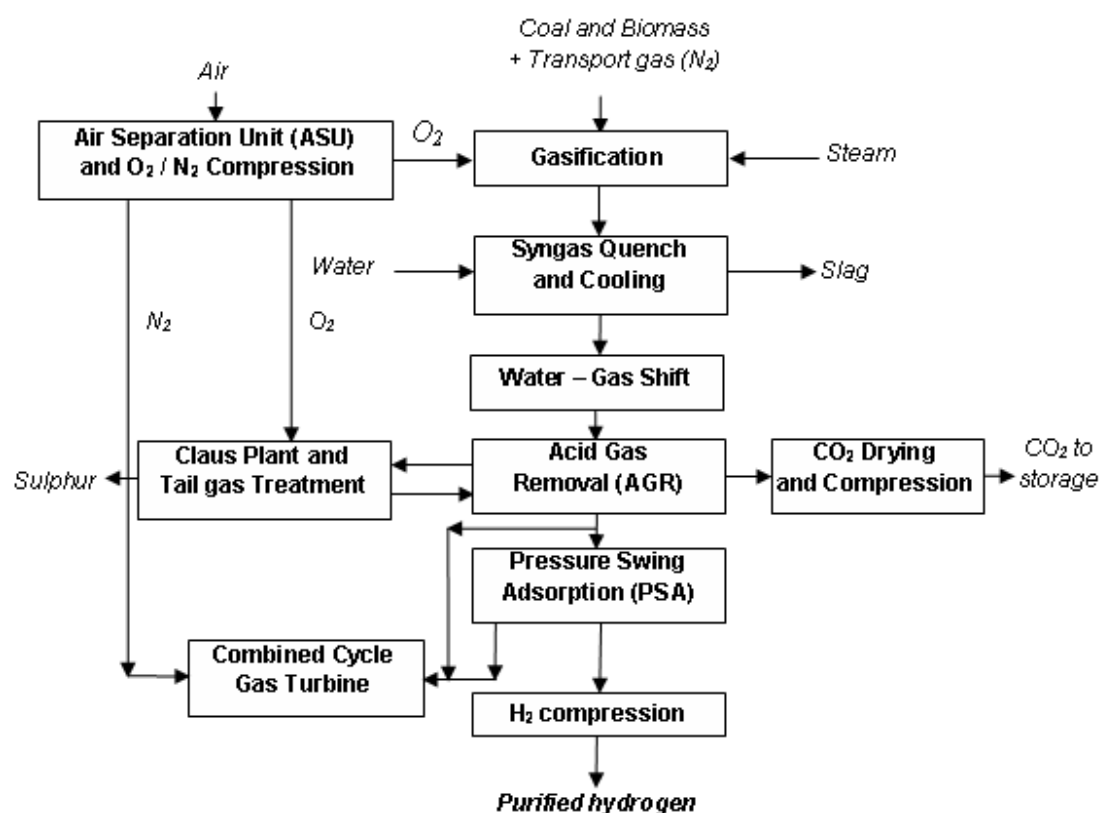 Coal and Biomass
+ Transport gas (N₂)
Air
Air Separation Unit (ASU)
and O₂ / N₂ Compression
O₂
Gasification
Steam
Water
Syngas Quench
and Cooling
Slag
N₂
O₂
Water – Gas Shift
Sulphur
Claus Plant and
Tail gas Treatment
Acid Gas
Removal (AGR)
CO₂ Drying
and Compression
CO₂ to
storage
Pressure Swing
Adsorption (PSA)
Combined Cycle
Gas Turbine
H₂ compression
Purified hydrogen